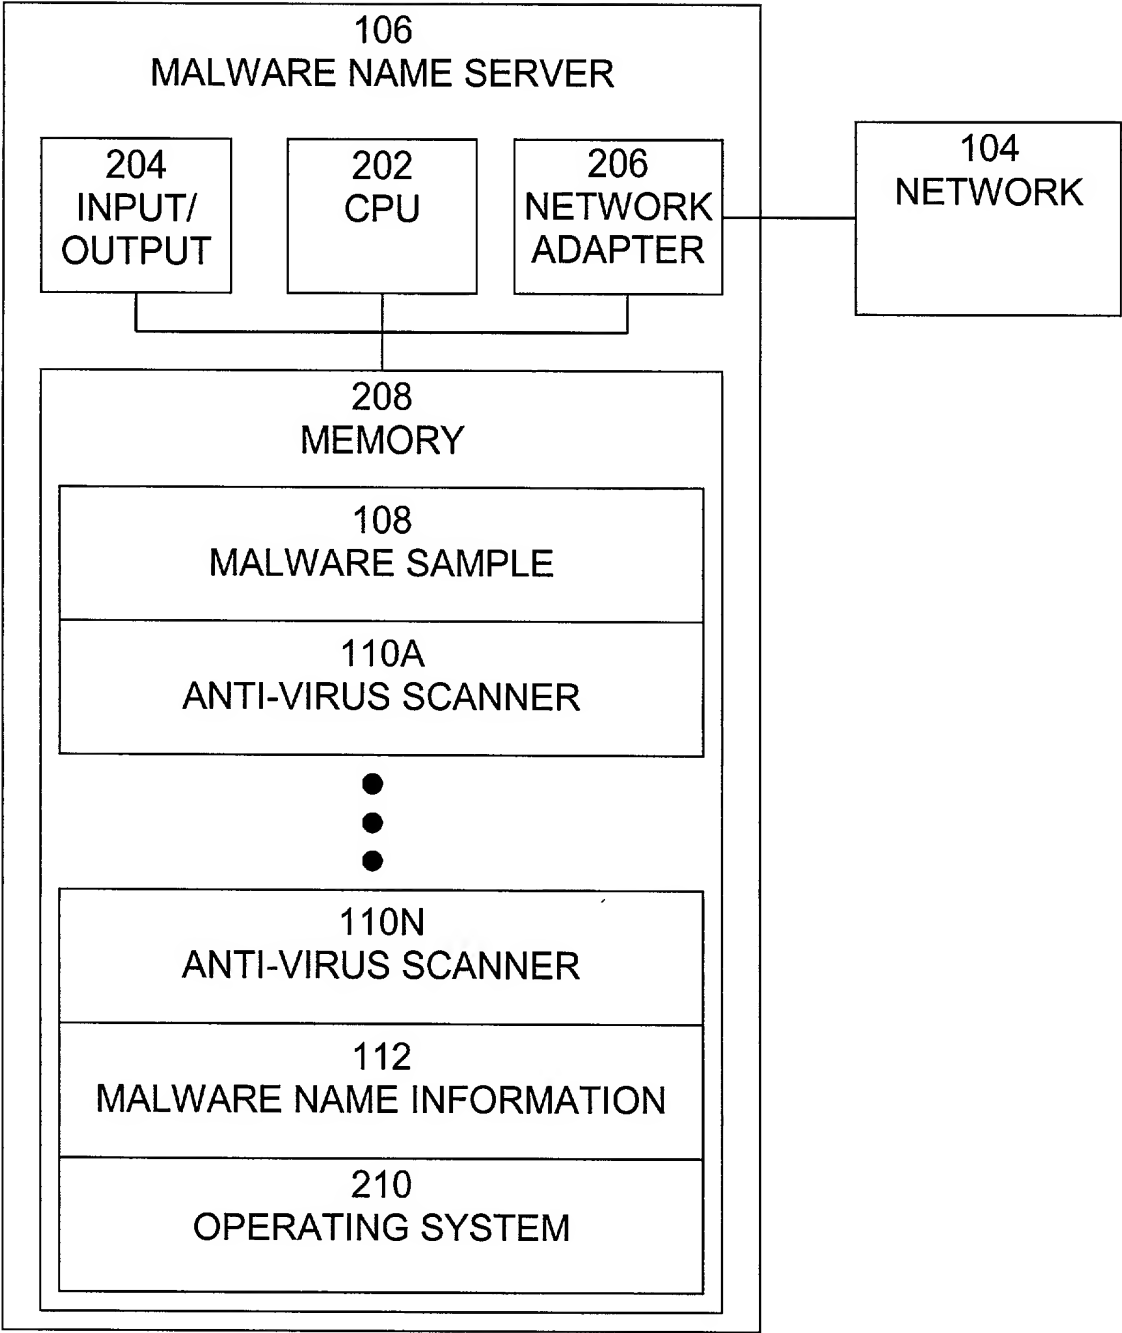 106
MALWARE NAME SERVER
204
INPUT/
OUTPUT
202
CPU
206
NETWORK
ADAPTER
104
NETWORK
208
MEMORY
108
MALWARE SAMPLE
110A
ANTI-VIRUS SCANNER
110N
ANTI-VIRUS SCANNER
112
MALWARE NAME INFORMATION
210
OPERATING SYSTEM